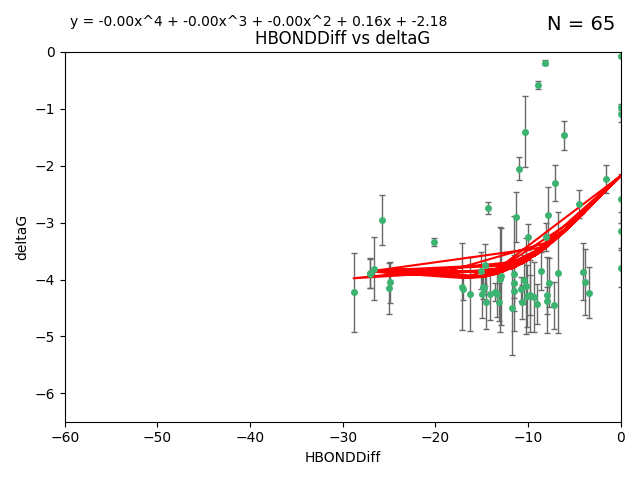 y = -0.00x^4 + -0.00x^3 + -0.00x^2 + 0.16x + -2.18
N = 65
HBONDDiff vs deltaG
0
−1
−2
−3
−4
−5
−6
deltaG
−60 −50 −40 −30 −20 −10 0
HBONDDiff